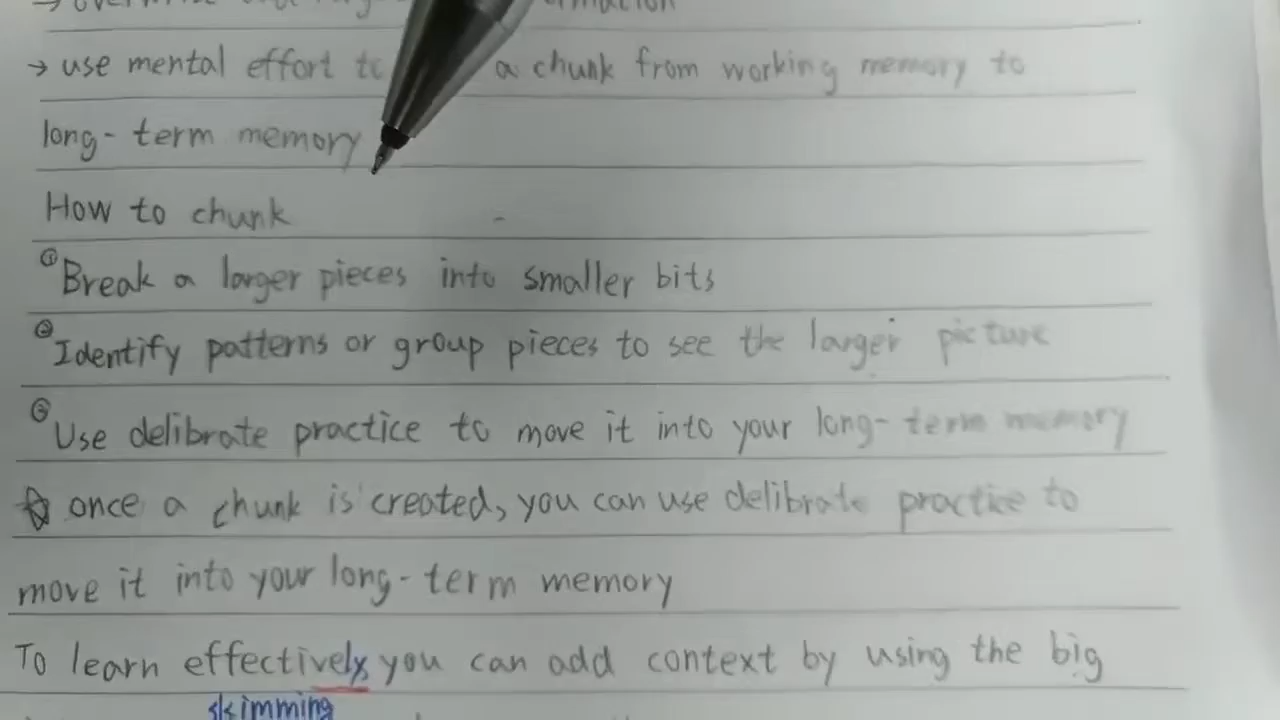 → use mental effort a chunk from working memory to
long-term memory
How to chunk
① Break a larger pieces into smaller bits
② Identify patterns or group pieces to see the larger picture
③ Use delibrate practice to move it into your long-term memory
☆ once a chunk is created, you can use delibrate practice to
move it into your long-term memory
To learn effectively you can add context by using the big
skimming